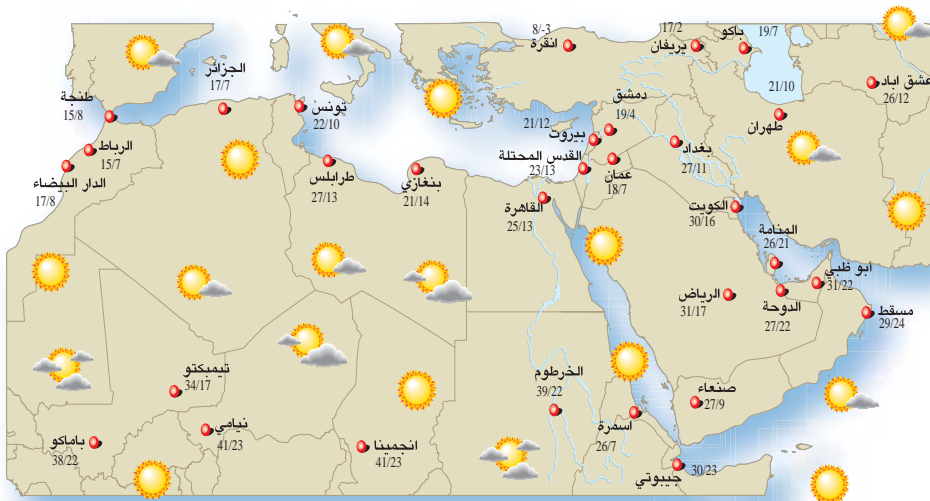 8/-3
انقرة
17/2
يريفان
باكو
19/7
عشق اباد
26/12
21/10
طهران
الجزائر
17/7
طنجة
15/8
تونس
22/10
دمشق
19/4
21/12
بيروت
بغداد
27/11
الرباط
15/7
الدار البيضاء
17/8
طرابلس
27/13
بنغازي
21/14
القدس المحتلة
23/13
عمان
18/7
القاهرة
25/13
الكويت
30/16
المنامة
26/21
ابو ظبي
31/22
الرياض
31/17
الدوحة
27/22
مسقط
29/24
تيمبكتو
34/17
الخرطوم
39/22
صنعاء
27/9
نيامي
41/23
اسمرة
26/7
باماكو
38/22
انجمينا
41/23
30/23
جيبوتي